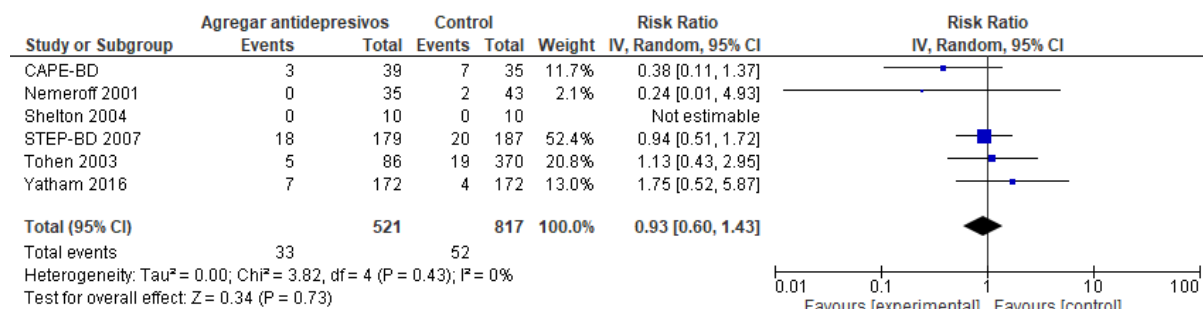 Agregar antidepresivos Control Risk Ratio Risk Ratio
Study or Subgroup Events Total Events Total Weight IV, Random, 95% CI IV, Random, 95% CI
CAPE-BD 3 39 7 35 11.7% 0.38 [0.11, 1.37]
Nemeroff 2001 0 35 2 43 2.1% 0.24 [0.01, 4.93]
Shelton 2004 0 10 0 10 Not estimable
STEP-BD 2007 18 179 20 187 52.4% 0.94 [0.51, 1.72]
Tohen 2003 5 86 19 370 20.8% 1.13 [0.43, 2.95]
Yatham 2016 7 172 4 172 13.0% 1.75 [0.52, 5.87]
Total (95% CI) 521 817 100.0% 0.93 [0.60, 1.43]
Total events 33 52
Heterogeneity: Tau² = 0.00; Chi² = 3.82, df = 4 (P = 0.43); I² = 0%
Test for overall effect: Z = 0.34 (P = 0.73)
0.01 0.1 1 10 100
Favours [experimental] Favours [control]